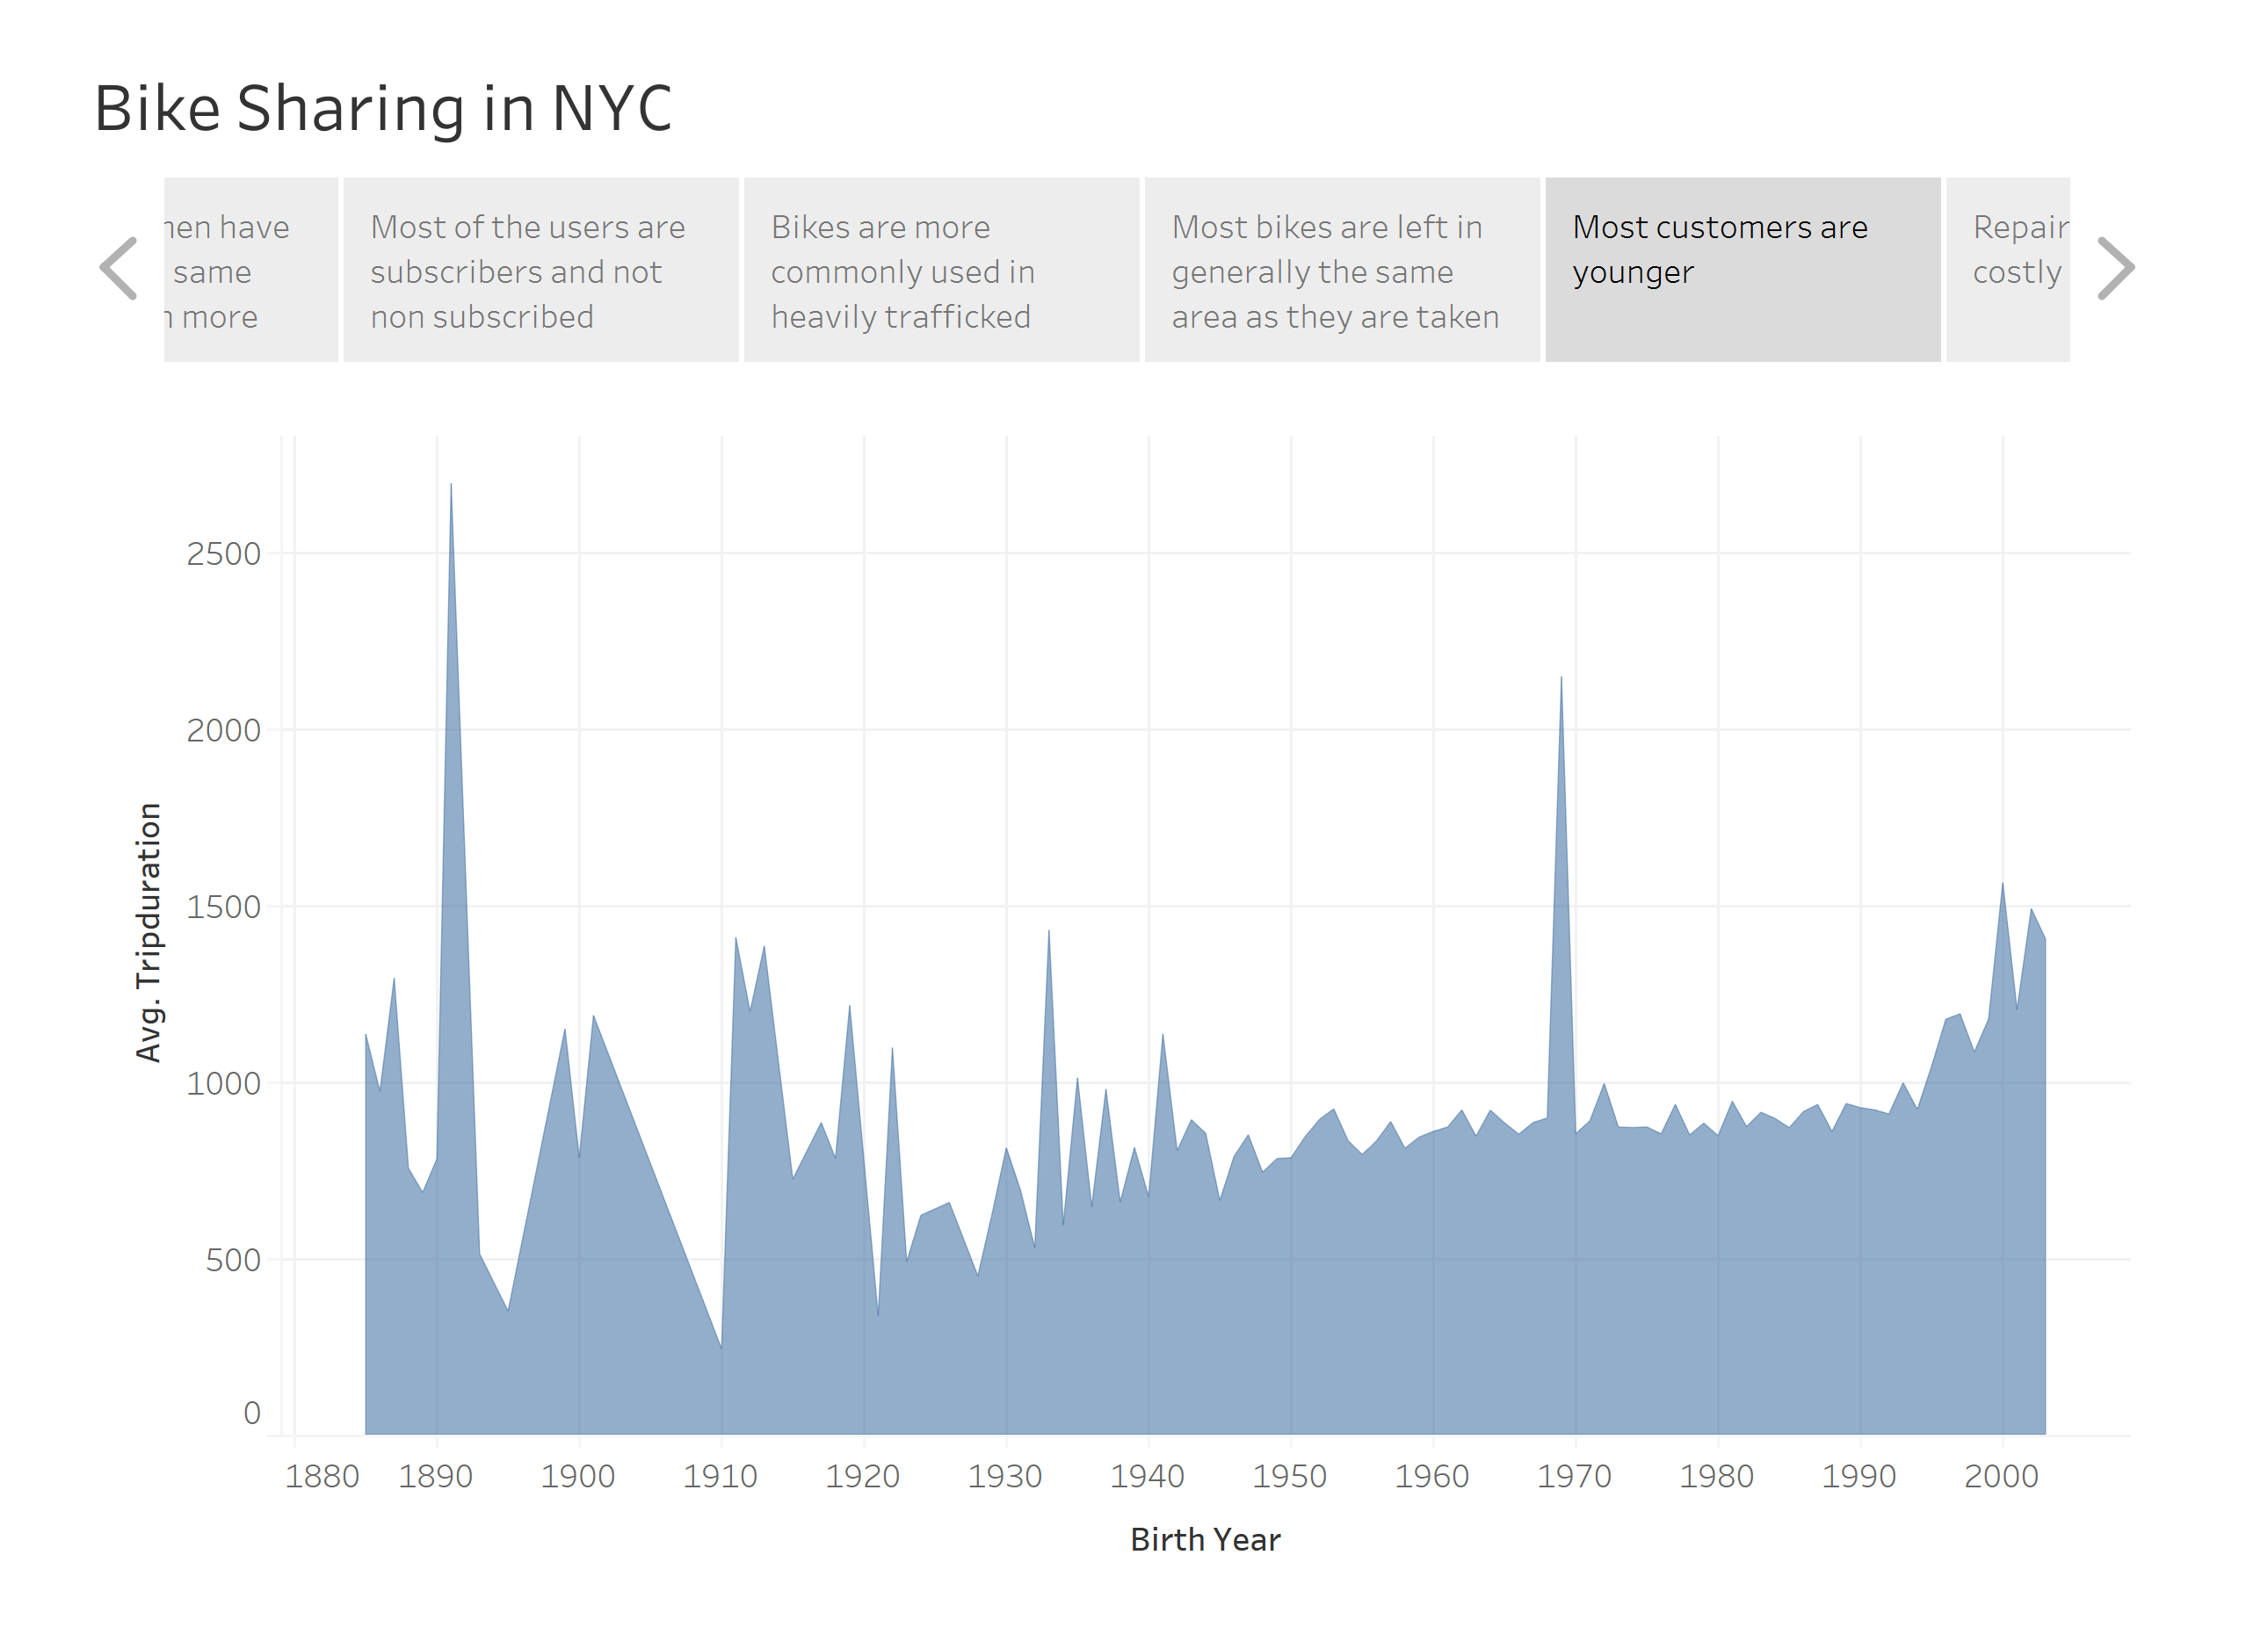 Bike Sharing in NYC
have
same
more
Most of the users are
subscribers and not
non subscribed
Bikes are more
commonly used in
heavily trafficked
Most bikes are left in
generally the same
area as they are taken
Most customers are
younger
Repair
costly
2500
2000
1500
1000
500
0
Avg. Tripduration
1880 1890 1900 1910 1920 1930 1940 1950 1960 1970 1980 1990 2000
Birth Year